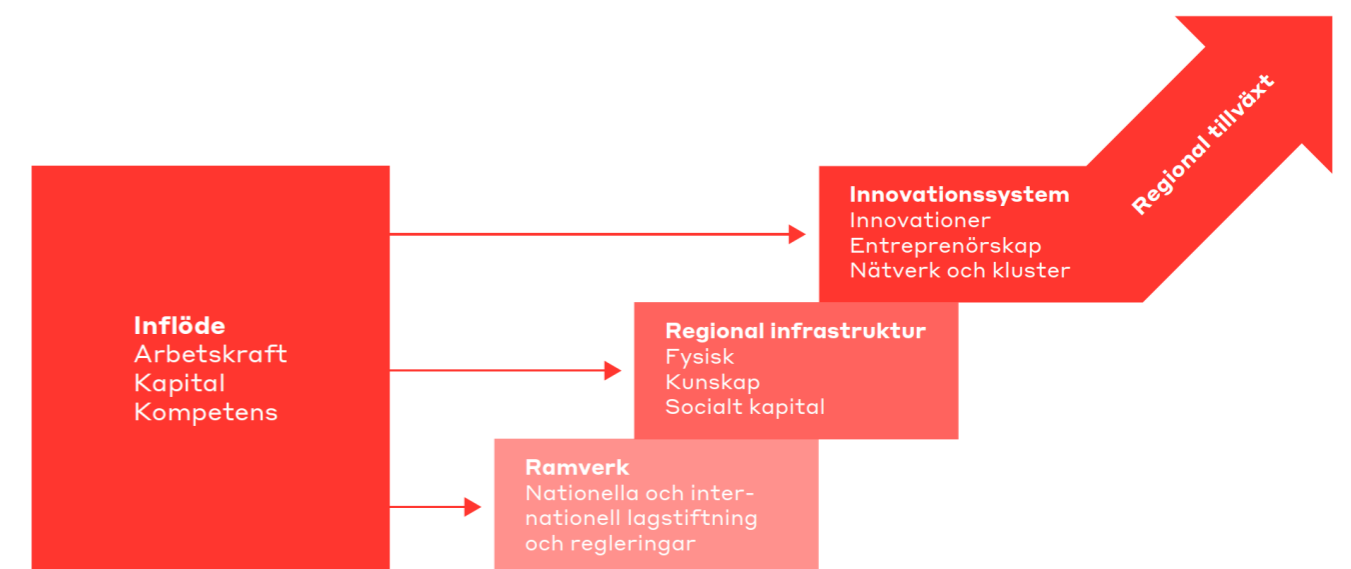 Regional tillväxt
Innovationssystem
Innovationer
Entreprenörskap
Nätverk och kluster
Inflöde
Arbetskraft
Kapital
Kompetens
Regional infrastruktur
Fysisk
Kunskap
Socialt kapital
Ramverk
Nationella och inter-
nationell lagstiftning
och regleringar